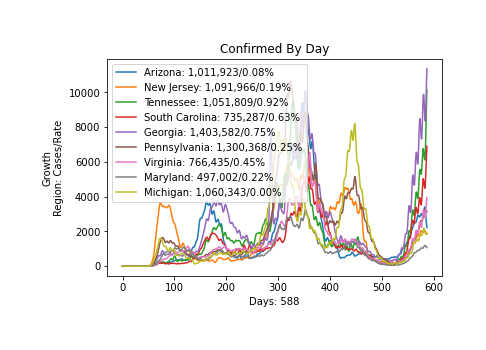 Confirmed By Day
Growth
Region: Cases/Rate
Arizona: 1,011,923/0.08%
New Jersey: 1,091,966/0.19%
Tennessee: 1,051,809/0.92%
South Carolina: 735,287/0.63%
Georgia: 1,403,582/0.75%
Pennsylvania: 1,300,368/0.25%
Virginia: 766,435/0.45%
Maryland: 497,002/0.22%
Michigan: 1,060,343/0.00%
10000
8000
6000
4000
2000
0
0 100 200 300 400 500 600
Days: 588